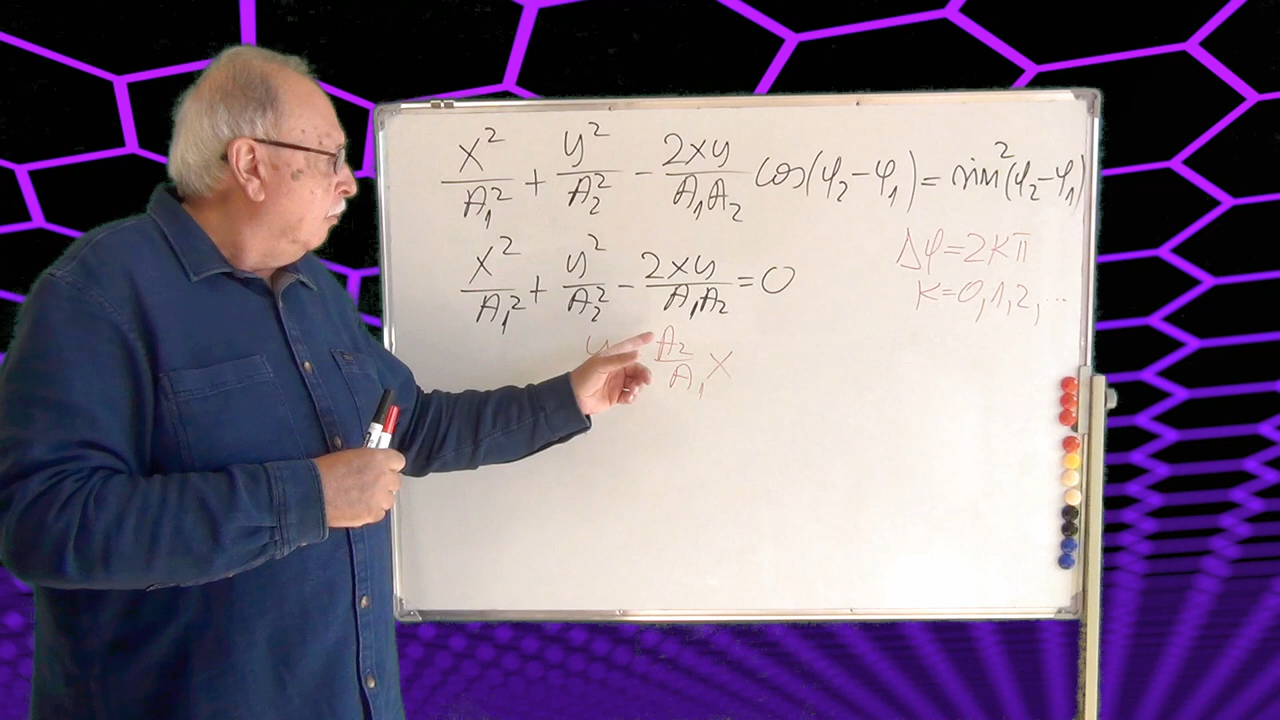 x²/A₁² + y²/A₂² − 2xy/A₁A₂ cos(φ₂−φ₁) = sin²(φ₂−φ₁)
Δφ=2Kπ
x²/A₁² + y²/A₂² − 2xy/A₁A₂ = 0
K=0,1,2,...
y A₂/A₁ x